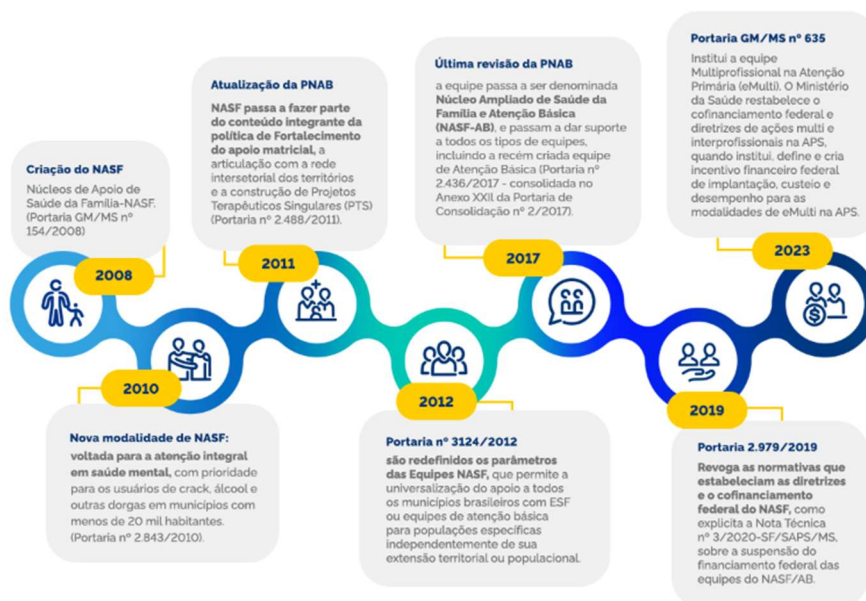 Criação do NASF
Núcleos de Apoio de
Saúde da Família-NASF.
(Portaria GM/MS nº
154/2008)
2008
Nova modalidade de NASF:
voltada para a atenção integral
em saúde mental, com prioridade
para os usuários de crack, álcool e
outras dorgas em municípios com
menos de 20 mil habitantes.
(Portaria nº 2.843/2010).
2010
Atualização da PNAB
NASF passa a fazer parte
do conteúdo integrante da
política de Fortalecimento
do apoio matricial, a
articulação com a rede
intersetorial dos territórios
e a construção de Projetos
Terapêuticos Singulares (PTS)
(Portaria nº 2.488/2011).
2011
Portaria nº 3124/2012
são redefinidos os parâmetros
das Equipes NASF, que permite a
universalização do apoio a todos
os municípios brasileiros com ESF
ou equipes de atenção básica
para populações específicas
independentemente de sua
extensão territorial ou populacional.
2012
Última revisão da PNAB
a equipe passa a ser denominada
Núcleo Ampliado de Saúde da
Família e Atenção Básica
(NASF-AB), e passam a dar suporte
a todos os tipos de equipes,
incluindo a recém criada equipe
de Atenção Básica (Portaria nº
2.436/2017 - consolidada no
Anexo XXII da Portaria de
Consolidação nº 2/2017).
2017
Portaria 2.979/2019
Revoga as normativas que
estabeleciam as diretrizes
e o cofinanciamento
federal do NASF, como
explicita a Nota Técnica
nº 3/2020-SF/SAPS/MS,
sobre a suspensão do
financiamento federal das
equipes do NASF/AB.
2019
Portaria GM/MS nº 635
Institui a equipe
Multiprofissional na Atenção
Primária (eMulti). O Ministério
da Saúde restabelece o
cofinanciamento federal e
diretrizes de ações multi e
interprofissionais na APS,
quando institui, define e cria
incentivo financeiro federal
de implantação, custeio e
desempenho para as
modalidades de eMulti na APS.
2023